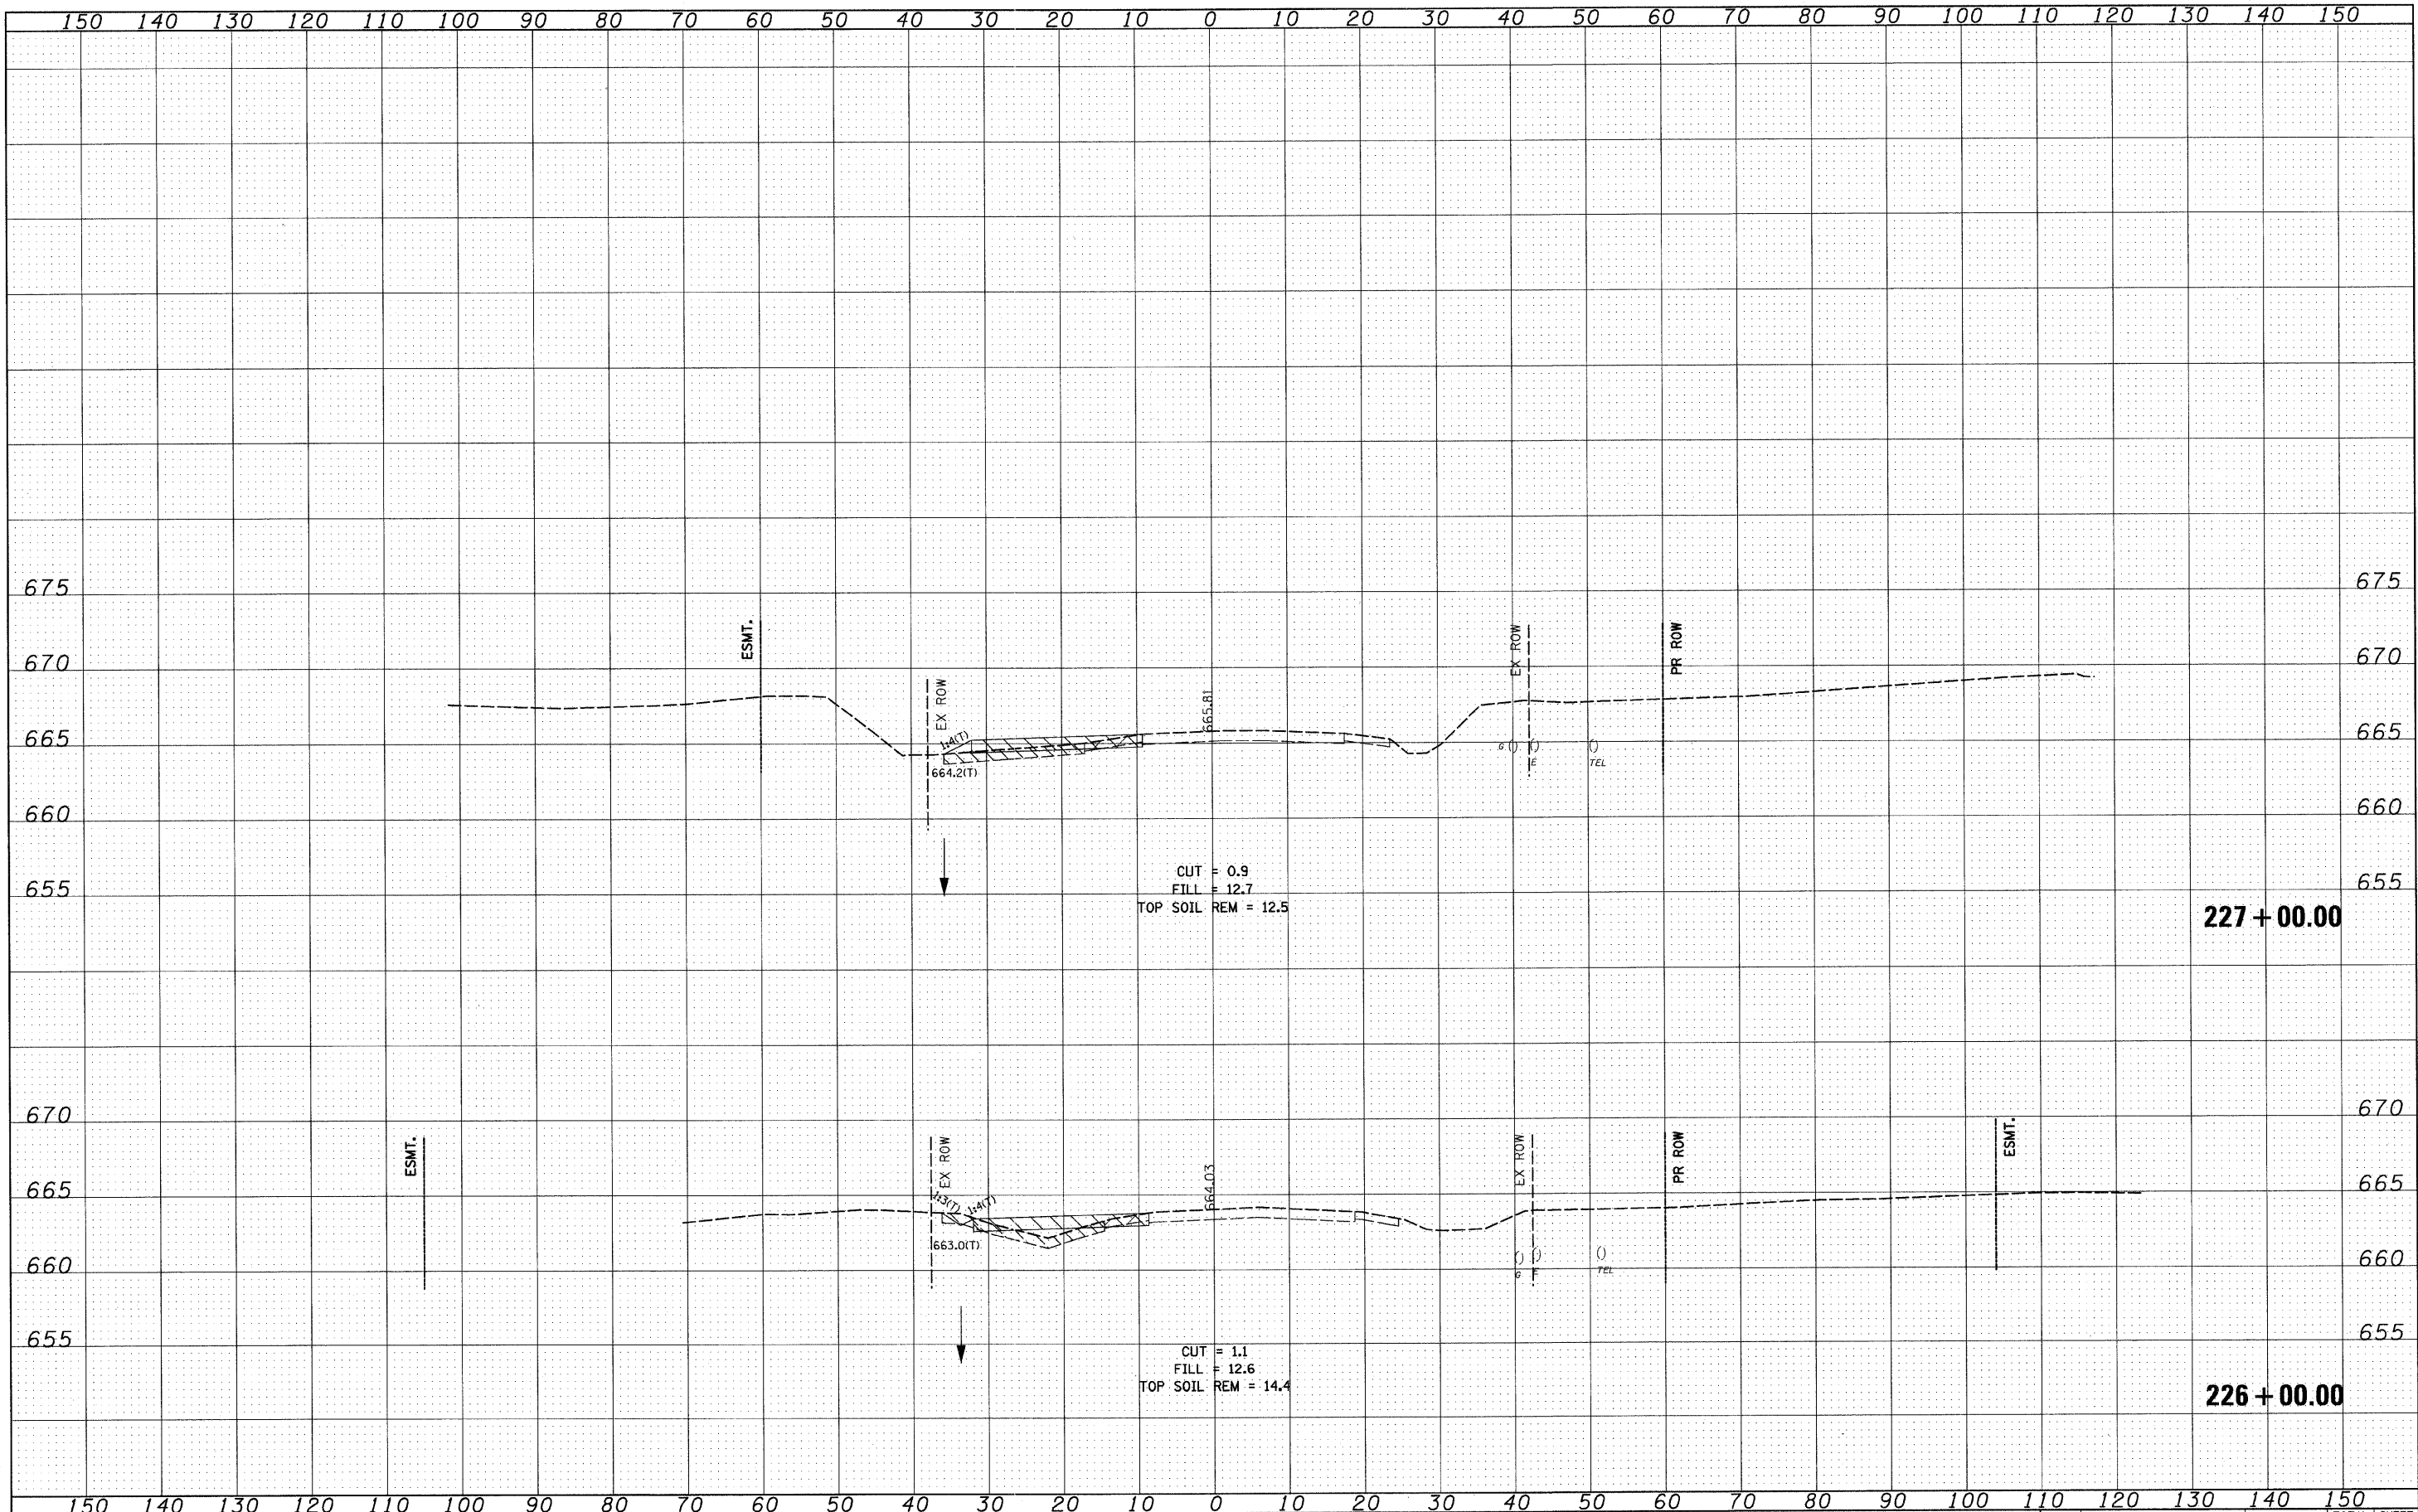 150 140 130 120 110 100 90 80 70 60 50 40 30 20 10 0 10 20 30 40 50 60 70 80 90 100 110 120 130 140 150
675 675
ESMT.
EX ROW
PR ROW
670 670
EX ROW
665.81
1:4(T)
665 665
G E TEL
664.2(T)
660 660
CUT = 0.9
655 655
FILL = 12.7
TOP SOIL REM = 12.5
227+00.00
670 670
ESMT.
EX ROW
EX ROW
PR ROW
ESMT.
664.03
665 665
1:3(T) 1:4(T)
663.0(T)
660 660
G E TEL
655 655
CUT = 1.1
FILL = 12.6
TOP SOIL REM = 14.4
226+00.00
150 140 130 120 110 100 90 80 70 60 50 40 30 20 10 0 10 20 30 40 50 60 70 80 90 100 110 120 130 140 150